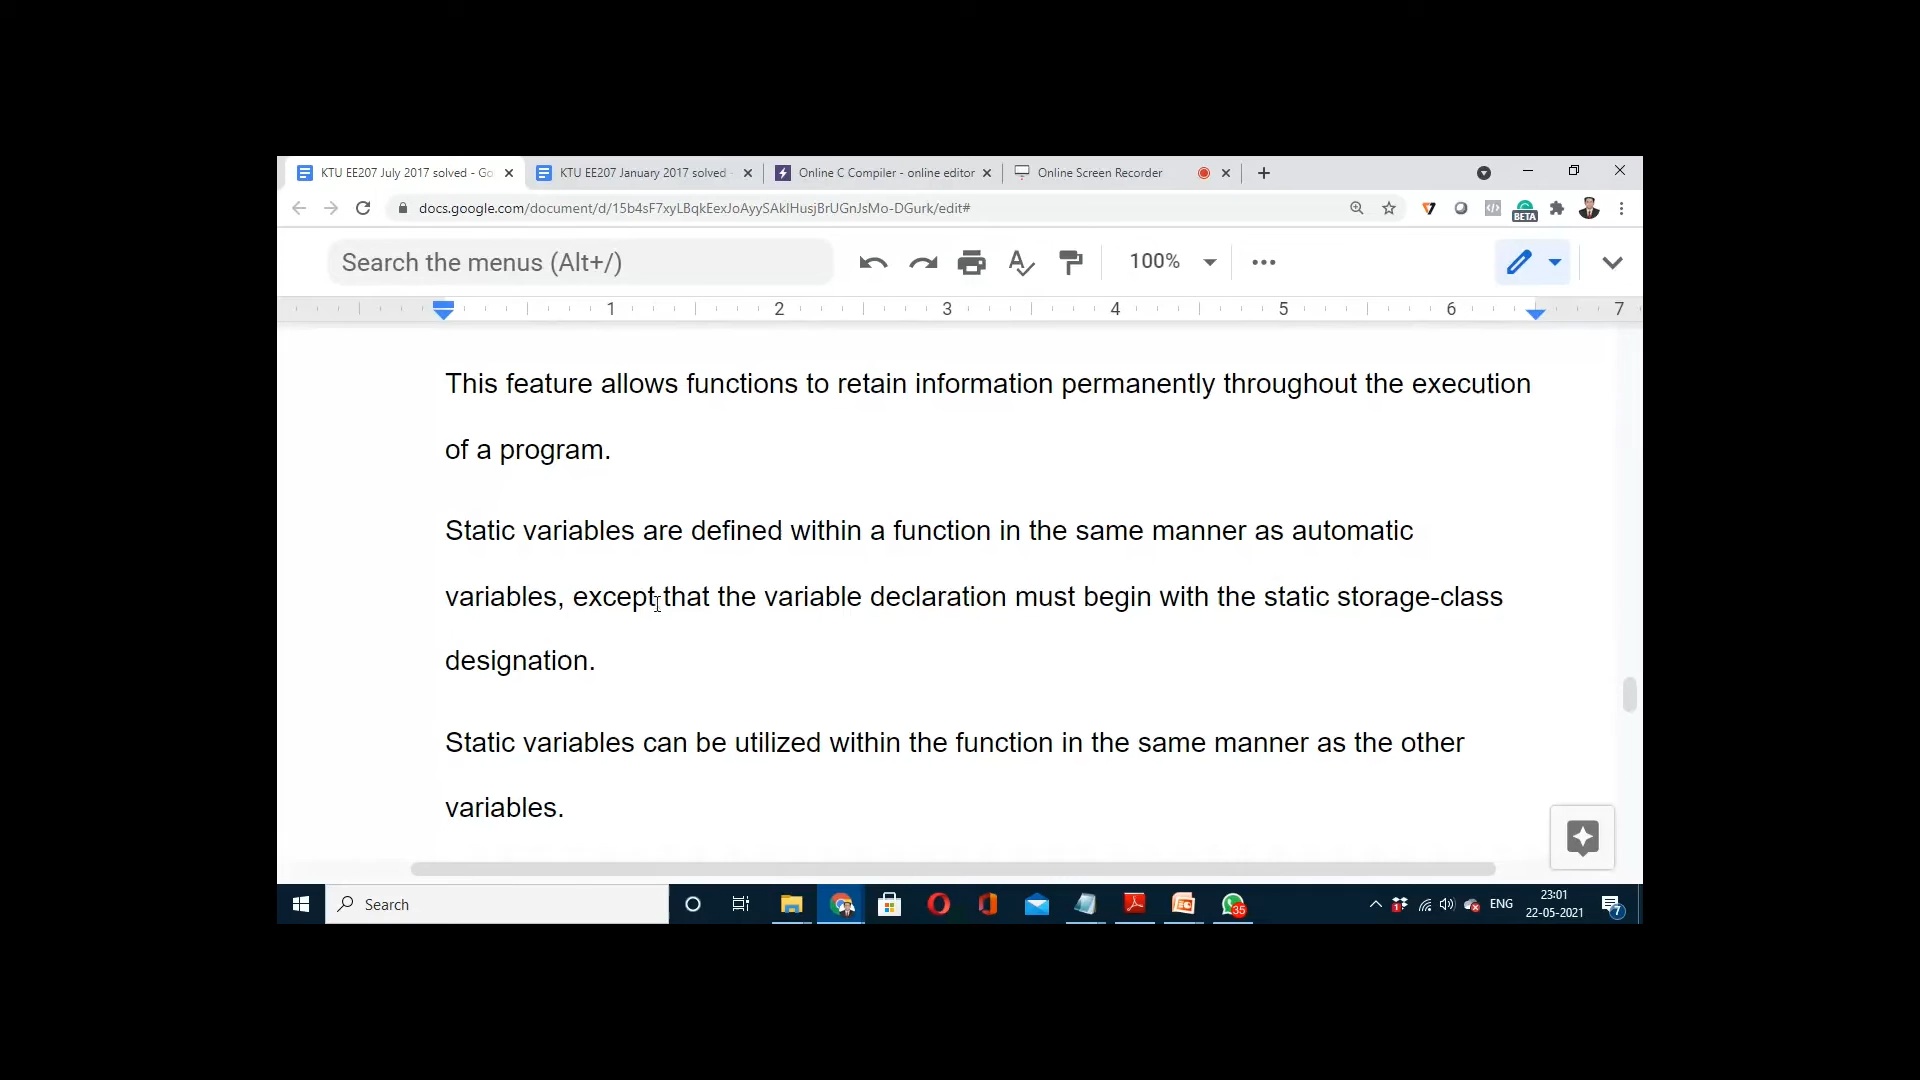 KTU EE207 July 2017 solved - Go
KTU EE207 January 2017 solved -
Online C Compiler - online editor
Online Screen Recorder
docs.google.com/document/d/15b4sF7xyLBqkEexJoAyySAkIHusjBrUGnJsMo-DGurk/edit#
BETA
Search the menus (Alt+/)
100%
1 2 3 4 5 6 7
This feature allows functions to retain information permanently throughout the execution
of a program.
Static variables are defined within a function in the same manner as automatic
variables, except that the variable declaration must begin with the static storage-class
designation.
Static variables can be utilized within the function in the same manner as the other
variables.
Search
35
1
ENG
23:01
22-05-2021
7